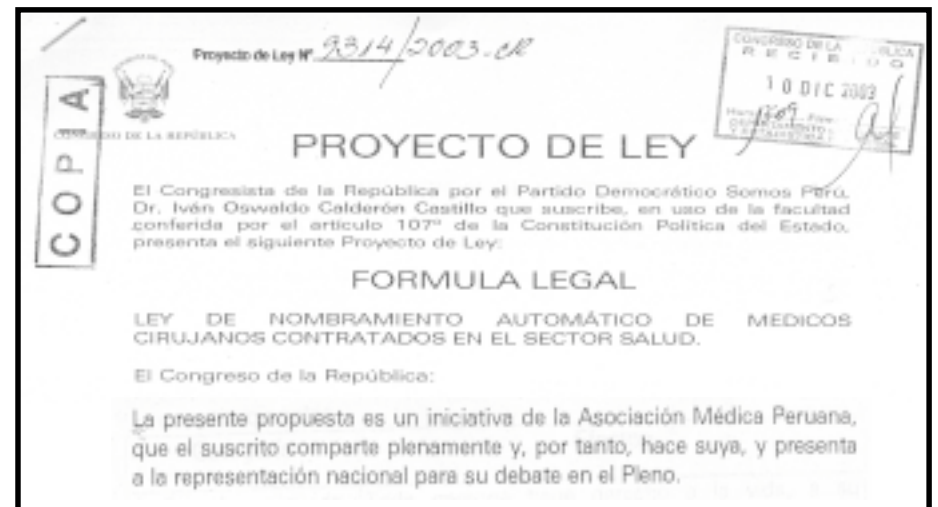 Proyecto de Ley Nº 9314/2003-CR
CONGRESO DE LA REPÚBLICA
RECIBIDO
10 DIC 2003
COPIA
CONGRESO DE LA REPÚBLICA
PROYECTO DE LEY
El Congresista de la República por el Partido Democrático Somos Perú,
Dr. Iván Oswaldo Calderón Castillo que suscribe, en uso de la facultad
conferida por el artículo 107º de la Constitución Política del Estado,
presenta el siguiente Proyecto de Ley:
FORMULA LEGAL
LEY DE NOMBRAMIENTO AUTOMÁTICO DE MEDICOS
CIRUJANOS CONTRATADOS EN EL SECTOR SALUD.
El Congreso de la República:
La presente propuesta es un iniciativa de la Asociación Médica Peruana,
que el suscrito comparte plenamente y, por tanto, hace suya, y presenta
a la representación nacional para su debate en el Pleno.